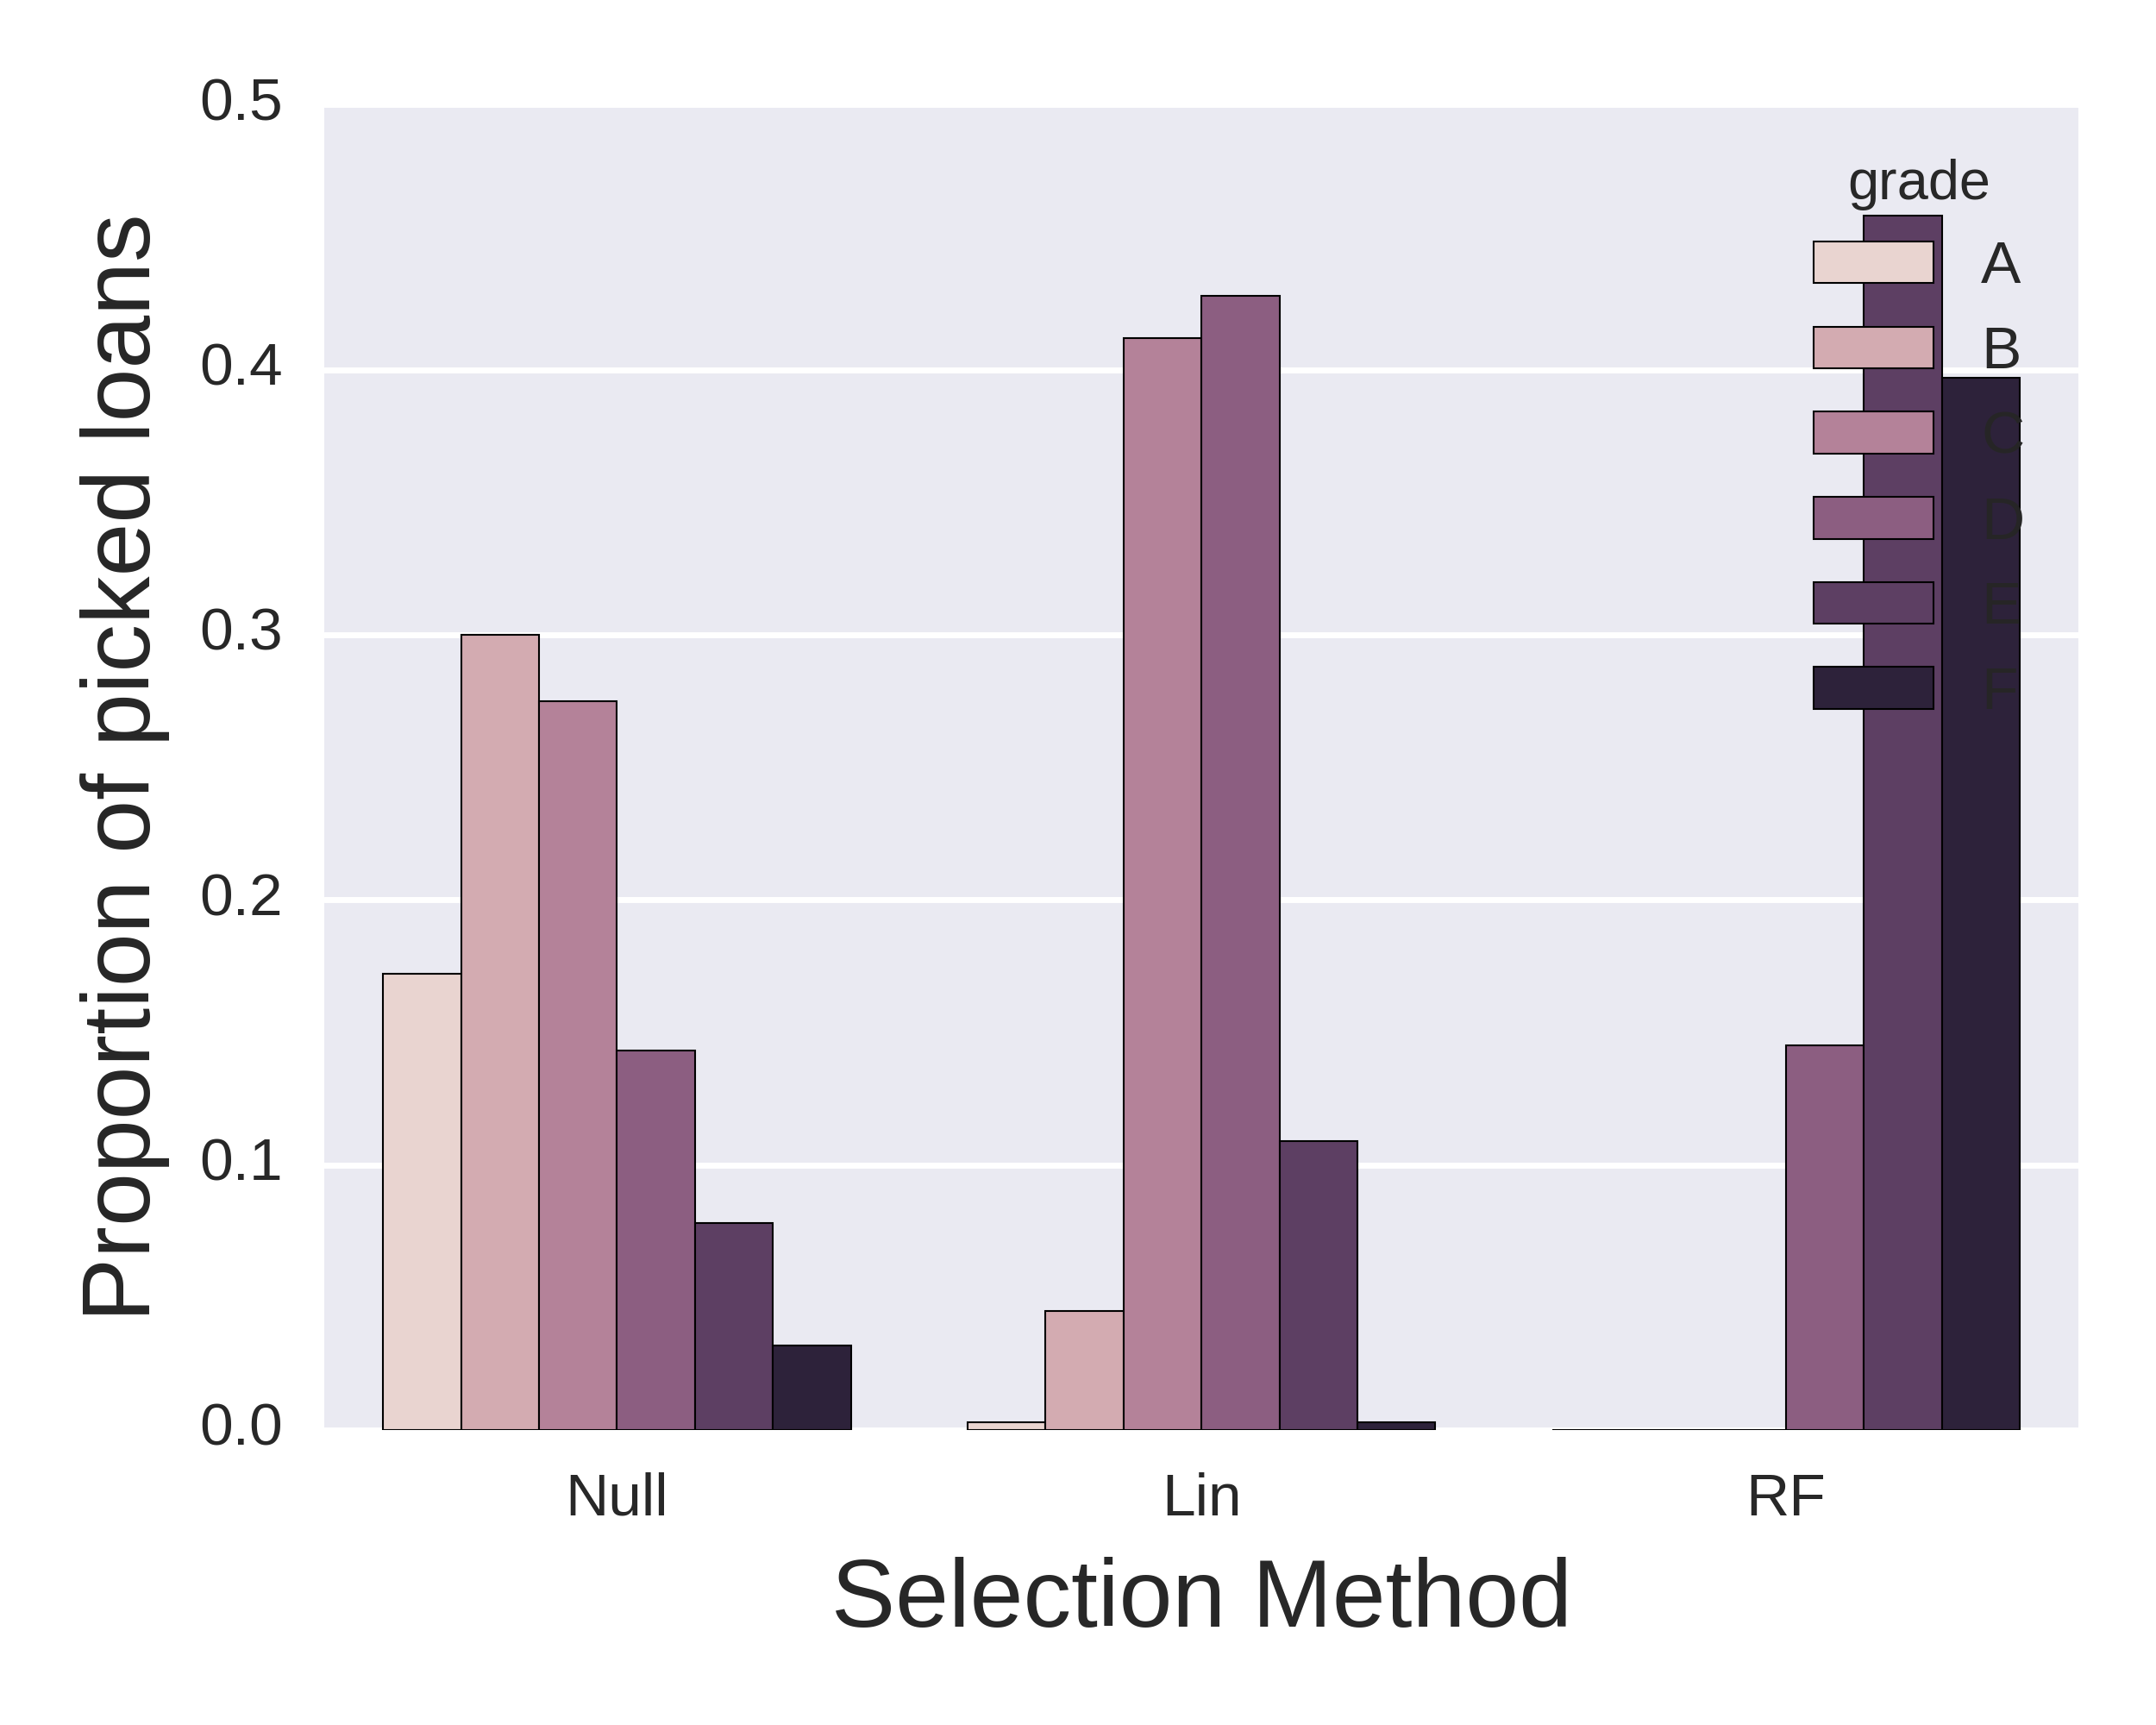 Proportion of picked loans
0.5
0.4
0.3
0.2
0.1
0.0
grade
A
B
C
D
E
F
Null
Lin
RF
Selection Method